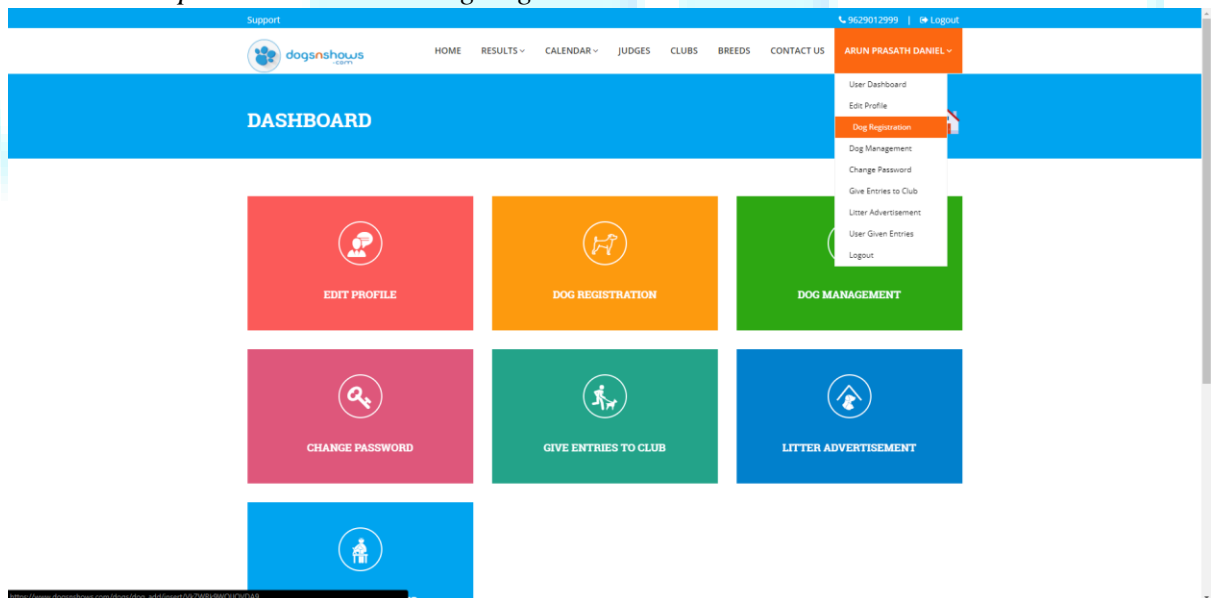 Support
9629012999 | Logout
dogsnshows
.com
HOME RESULTS CALENDAR JUDGES CLUBS BREEDS CONTACT US ARUN PRASATH DANIEL
User Dashboard
Edit Profile
DASHBOARD
Dog Registration
Dog Management
Change Password
Give Entries to Club
Litter Advertisement
User Given Entries
Logout
EDIT PROFILE
DOG REGISTRATION
DOG MANAGEMENT
CHANGE PASSWORD
GIVE ENTRIES TO CLUB
LITTER ADVERTISEMENT